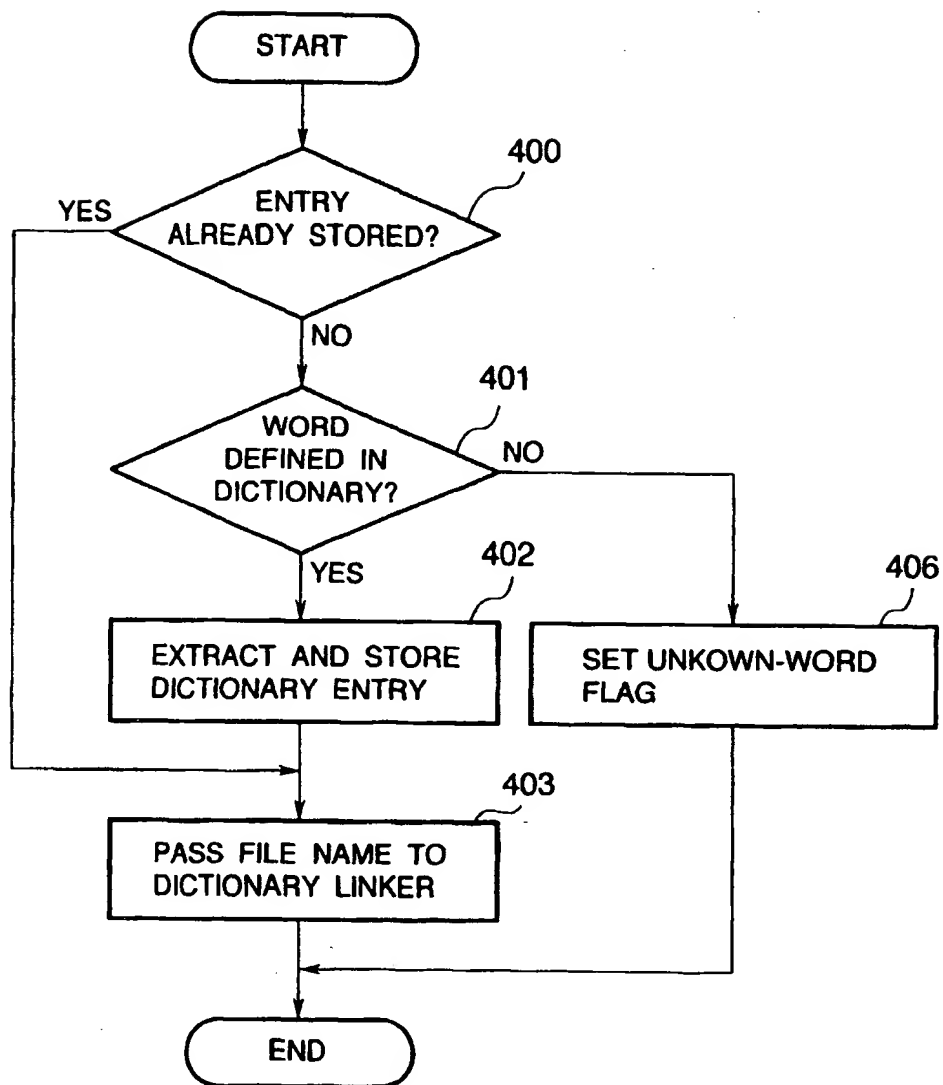 START
400
ENTRY
ALREADY STORED?
YES
NO
401
WORD
DEFINED IN
DICTIONARY?
NO
YES
402
EXTRACT AND STORE
DICTIONARY ENTRY
406
SET UNKOWN-WORD
FLAG
403
PASS FILE NAME TO
DICTIONARY LINKER
END